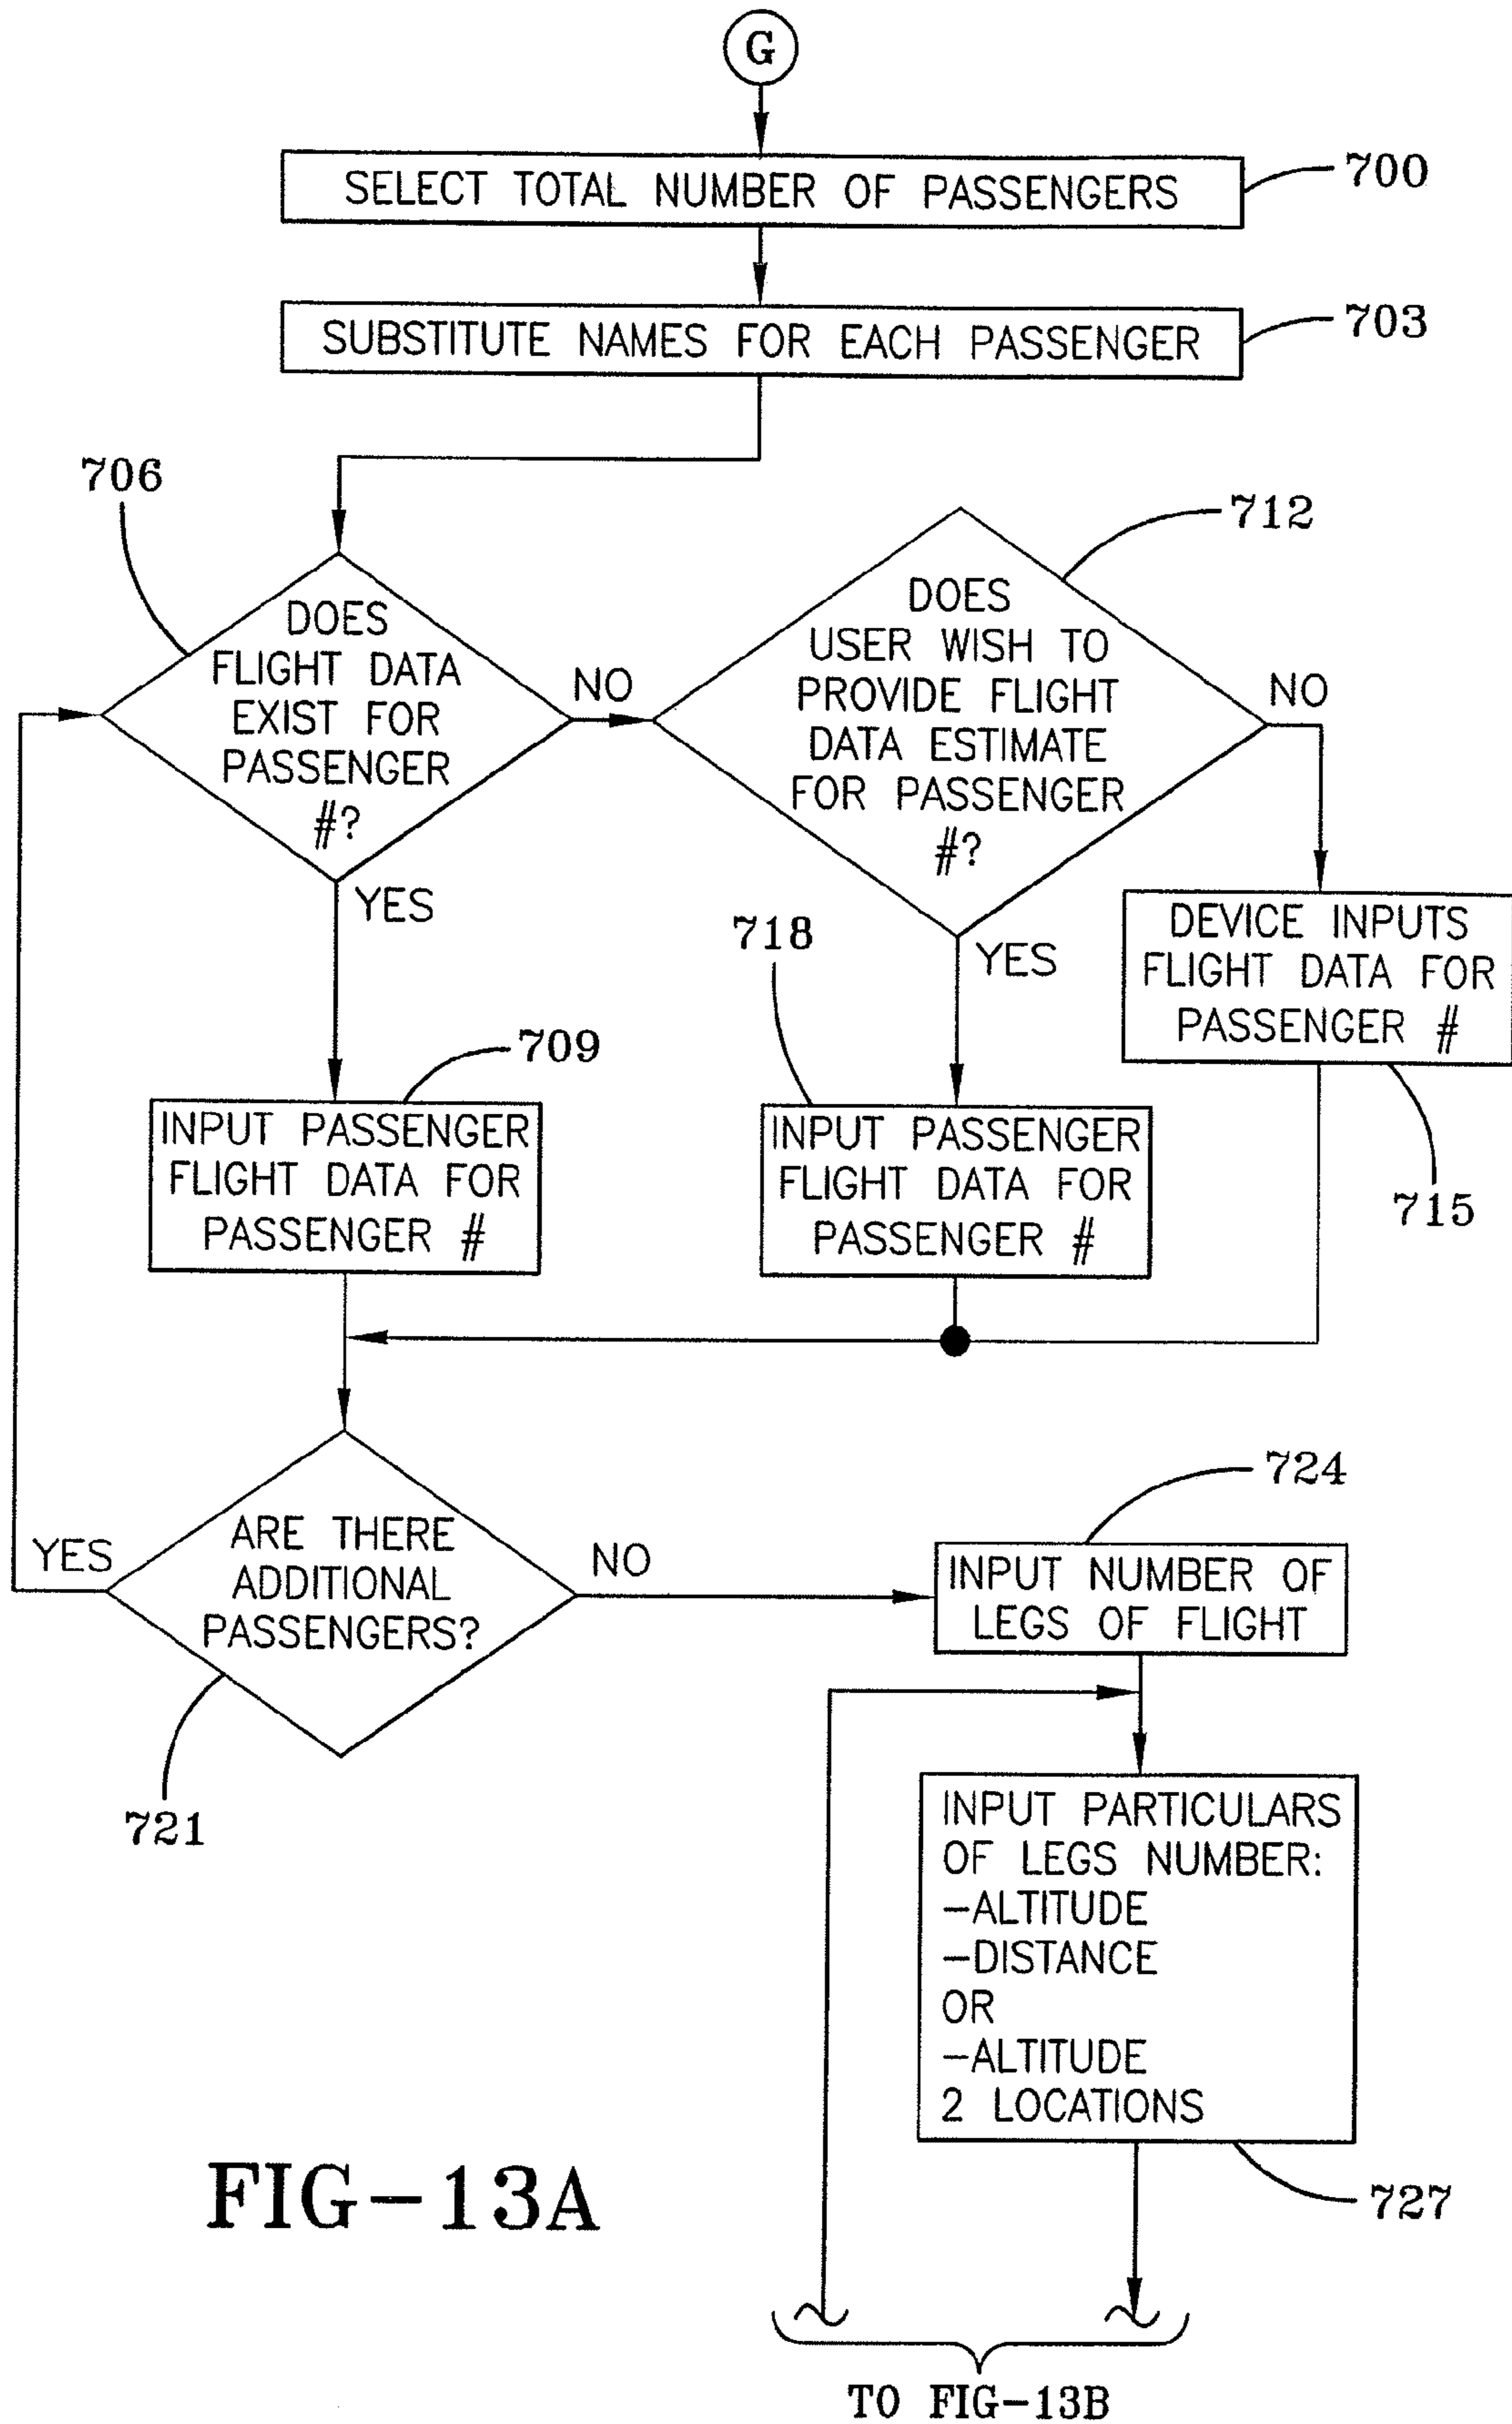 G
SELECT TOTAL NUMBER OF PASSENGERS
700
SUBSTITUTE NAMES FOR EACH PASSENGER
703
706
DOES
FLIGHT DATA
EXIST FOR
PASSENGER
#?
NO
YES
712
DOES
USER WISH TO
PROVIDE FLIGHT
DATA ESTIMATE
FOR PASSENGER
#?
NO
YES
DEVICE INPUTS
FLIGHT DATA FOR
PASSENGER #
715
709
INPUT PASSENGER
FLIGHT DATA FOR
PASSENGER #
718
INPUT PASSENGER
FLIGHT DATA FOR
PASSENGER #
YES
ARE THERE
ADDITIONAL
PASSENGERS?
NO
721
724
INPUT NUMBER OF
LEGS OF FLIGHT
INPUT PARTICULARS
OF LEGS NUMBER:
-ALTITUDE
-DISTANCE
OR
-ALTITUDE
2 LOCATIONS
727
FIG-13A
TO FIG-13B